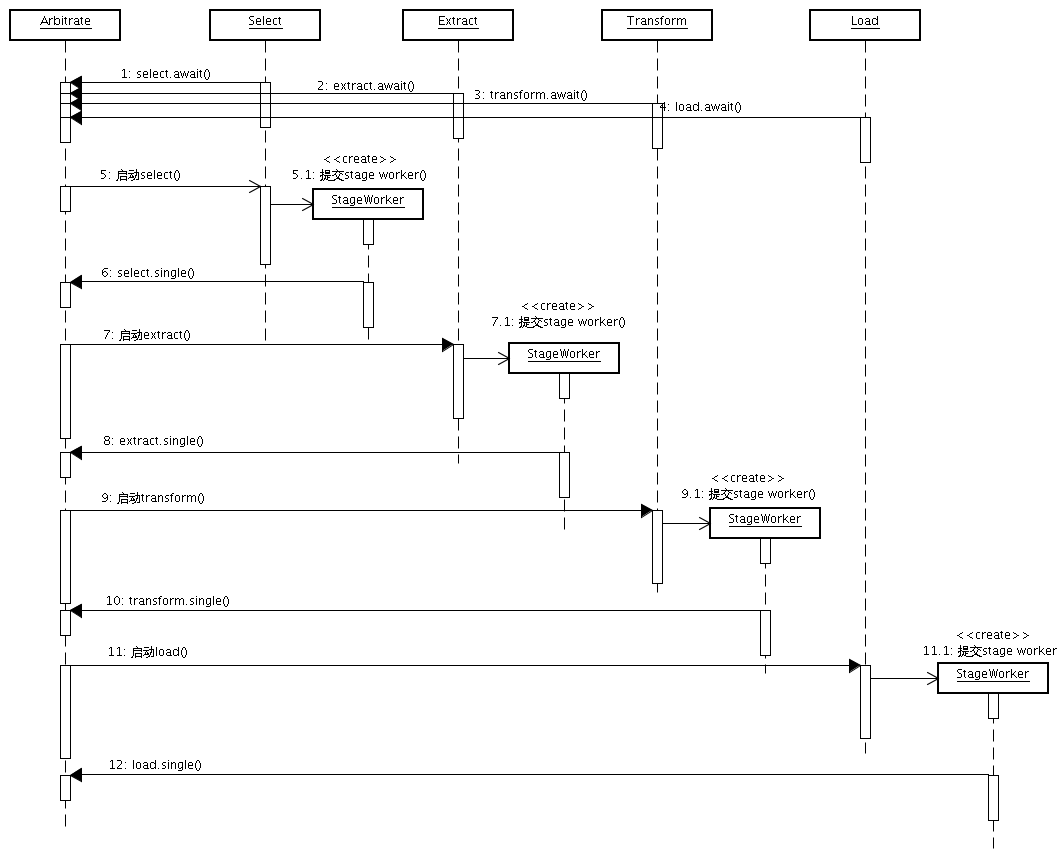 Arbitrate
Select
Extract
Transform
Load
1: select.await()
2: extract.await()
3: transform.await()
4: load.await()
<<create>>
5: 启动select()
5.1: 提交stage worker()
StageWorker
6: select.single()
<<create>>
7.1: 提交stage worker()
7: 启动extract()
StageWorker
8: extract.single()
<<create>>
9: 启动transform()
9.1: 提交stage worker()
StageWorker
10: transform.single()
<<create>>
11: 启动load()
11.1: 提交stage worker
StageWorker
12: load.single()